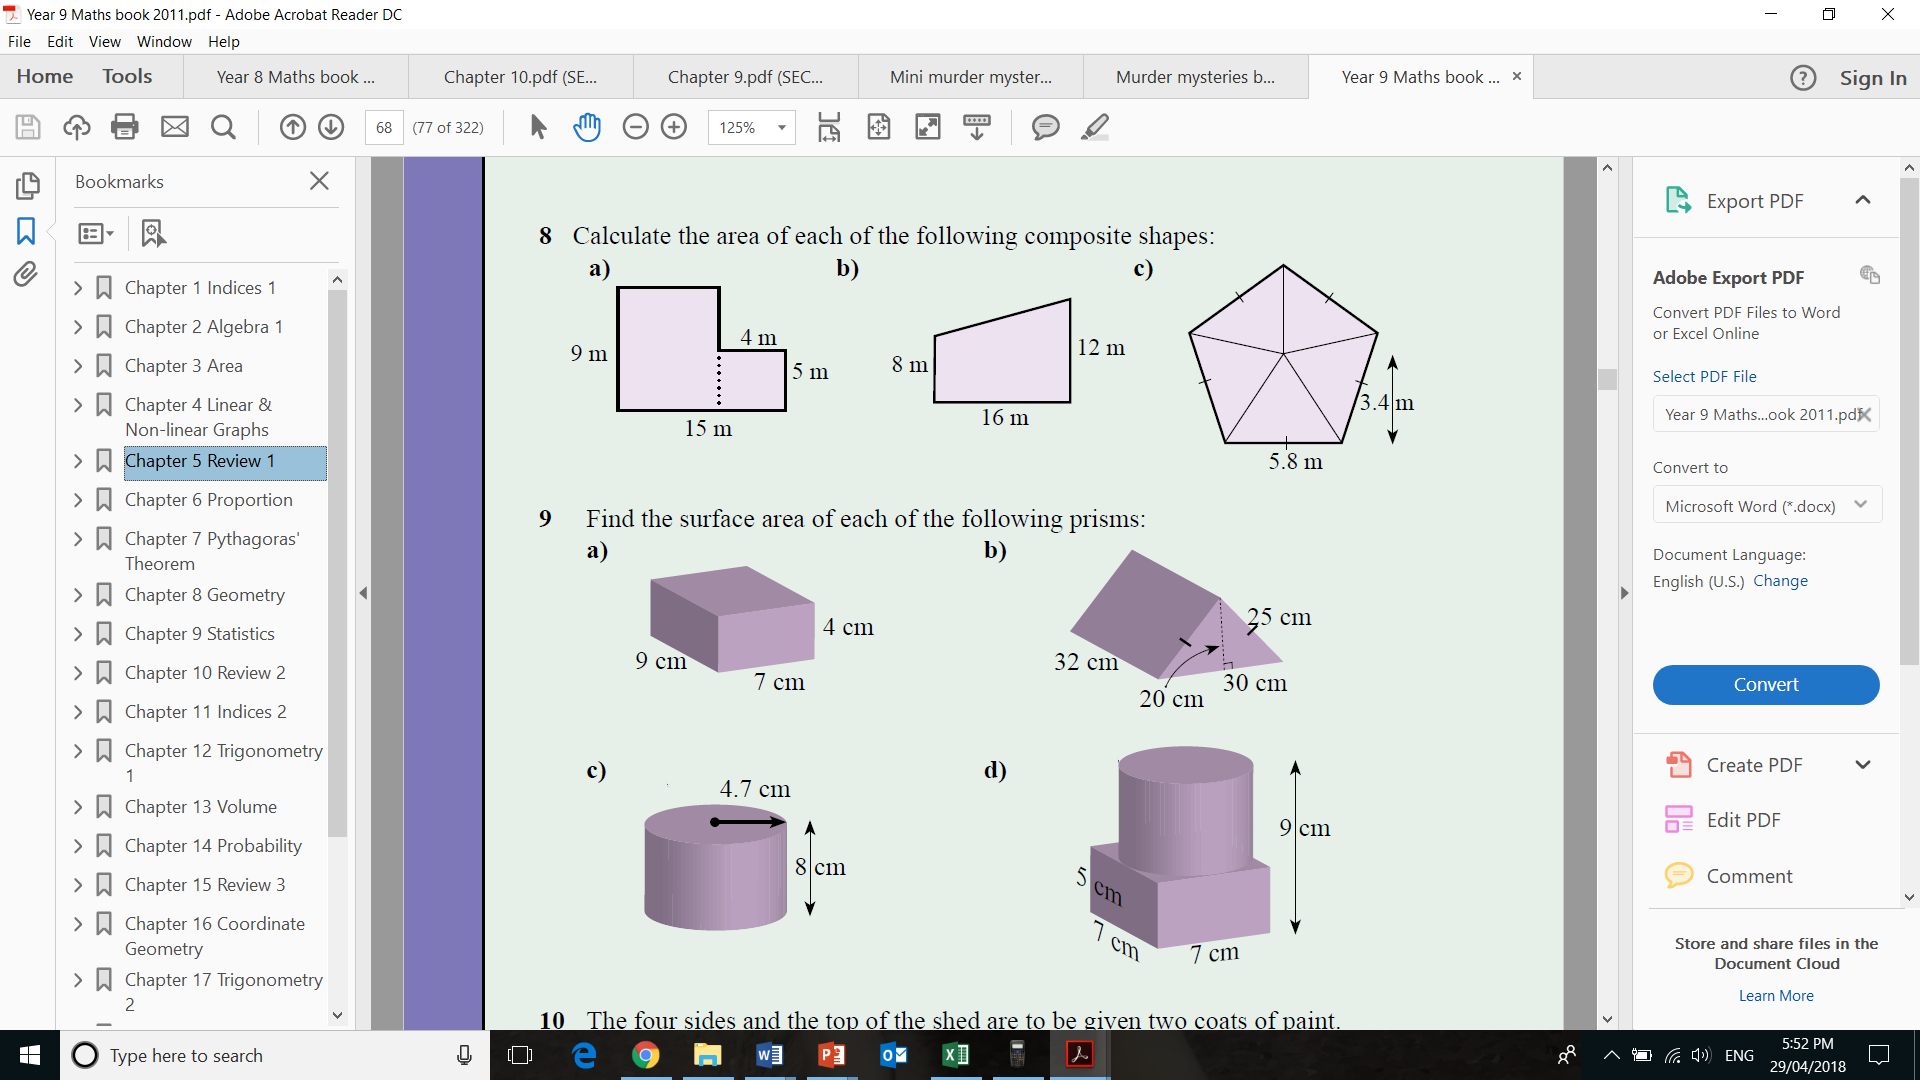 Year 9 Maths book 2011.pdf - Adobe Acrobat Reader DC
File Edit View Window Help
Home Tools Year 8 Maths book ... Chapter 10.pdf (SE... Chapter 9.pdf (SEC... Mini murder myster... Murder mysteries b... Year 9 Maths book ... × ? Sign In
68 (77 of 322) 125%
Bookmarks
Chapter 1 Indices 1
Chapter 2 Algebra 1
Chapter 3 Area
Chapter 4 Linear &
Non-linear Graphs
Chapter 5 Review 1
Chapter 6 Proportion
Chapter 7 Pythagoras'
Theorem
Chapter 8 Geometry
Chapter 9 Statistics
Chapter 10 Review 2
Chapter 11 Indices 2
Chapter 12 Trigonometry
1
Chapter 13 Volume
Chapter 14 Probability
Chapter 15 Review 3
Chapter 16 Coordinate
Geometry
Chapter 17 Trigonometry
2
8 Calculate the area of each of the following composite shapes:
a)
9 m
4 m
5 m
15 m
b)
8 m
12 m
16 m
c)
3.4 m
5.8 m
9 Find the surface area of each of the following prisms:
a)
4 cm
9 cm
7 cm
b)
25 cm
32 cm
20 cm
30 cm
c)
4.7 cm
8 cm
d)
9 cm
5 cm
7 cm
7 cm
10 The four sides and the top of the shed are to be given two coats of paint.
Export PDF
Adobe Export PDF
Convert PDF Files to Word
or Excel Online
Select PDF File
Year 9 Maths...ook 2011.pdf
Convert to
Microsoft Word (*.docx)
Document Language:
English (U.S.) Change
Convert
Create PDF
Edit PDF
Comment
Store and share files in the
Document Cloud
Learn More
Type here to search
ENG
5:52 PM
29/04/2018